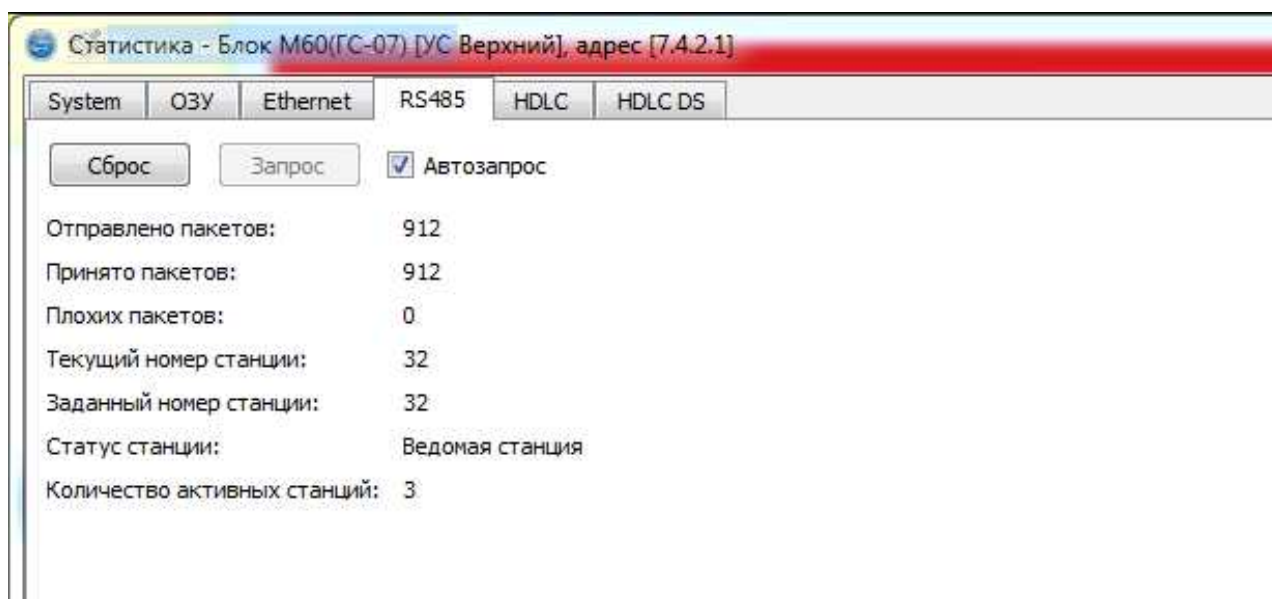 Статистика - Блок М60(ГС-07) [УС Верхний], адрес [7.4.2.1]
System ОЗУ Ethernet RS485 HDLC HDLC DS
Сброс Запрос Автозапрос
Отправлено пакетов: 912
Принято пакетов: 912
Плохих пакетов: 0
Текущий номер станции: 32
Заданный номер станции: 32
Статус станции: Ведомая станция
Количество активных станций: 3